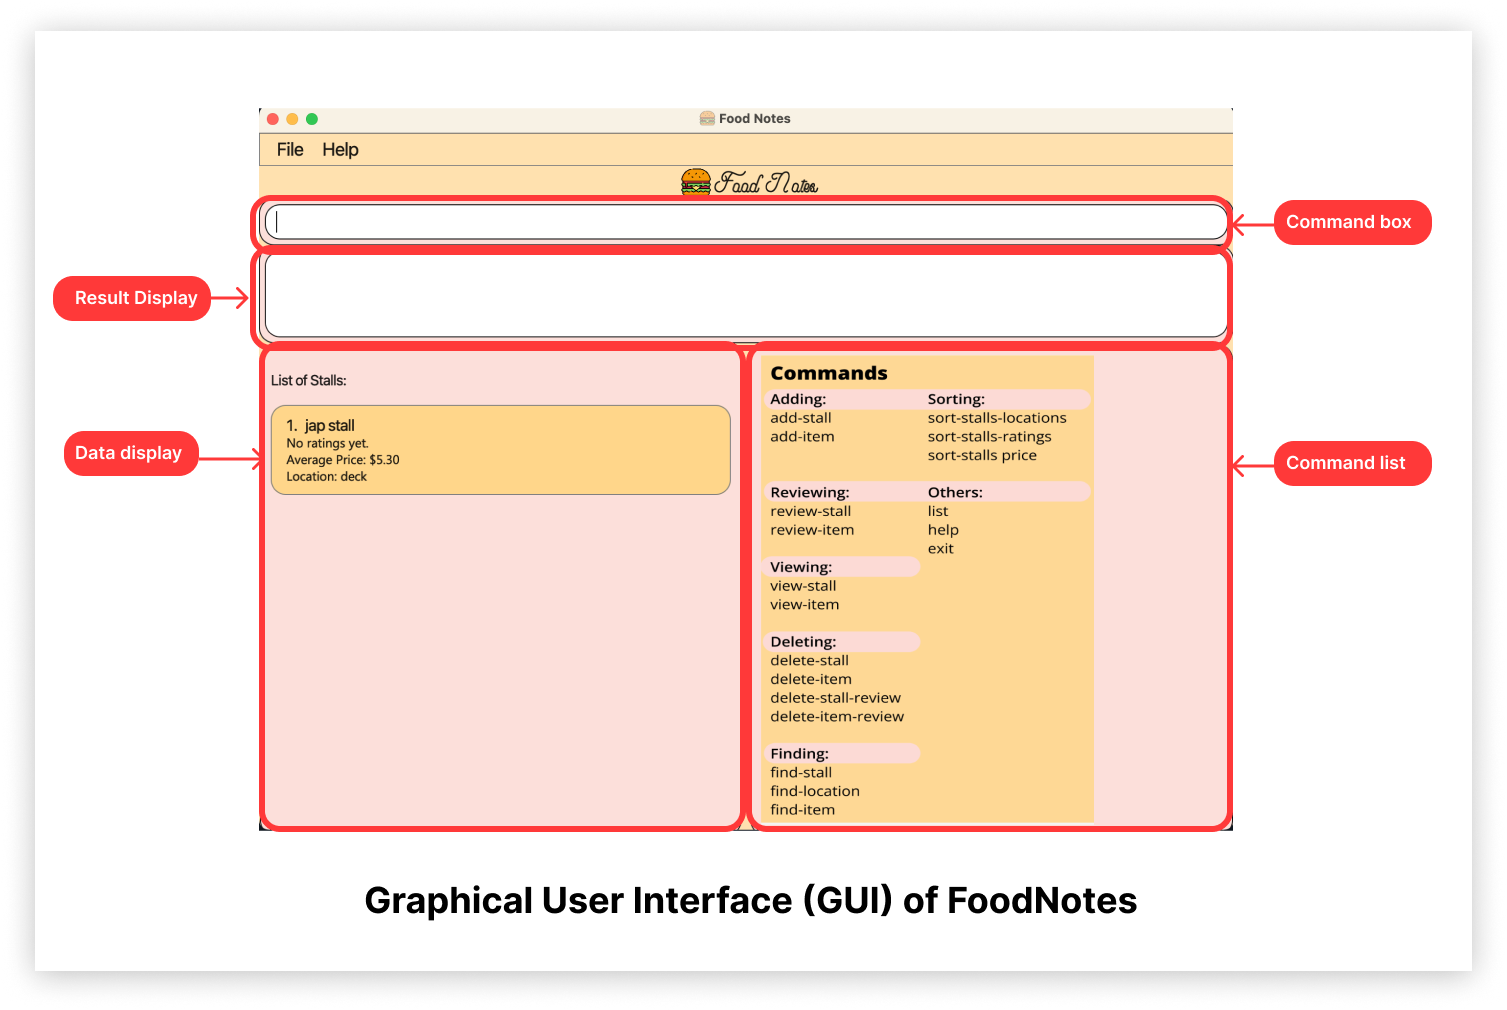 Food Notes
File Help
Food Notes
Command box
Result Display
Data display
Command list
List of Stalls:
1. jap stall
No ratings yet.
Average Price: $5.30
Location: deck
Commands
Adding:
add-stall
add-item
Reviewing:
review-stall
review-item
Viewing:
view-stall
view-item
Deleting:
delete-stall
delete-item
delete-stall-review
delete-item-review
Finding:
find-stall
find-location
find-item
Sorting:
sort-stalls-locations
sort-stalls-ratings
sort-stalls price
Others:
list
help
exit
Graphical User Interface (GUI) of FoodNotes